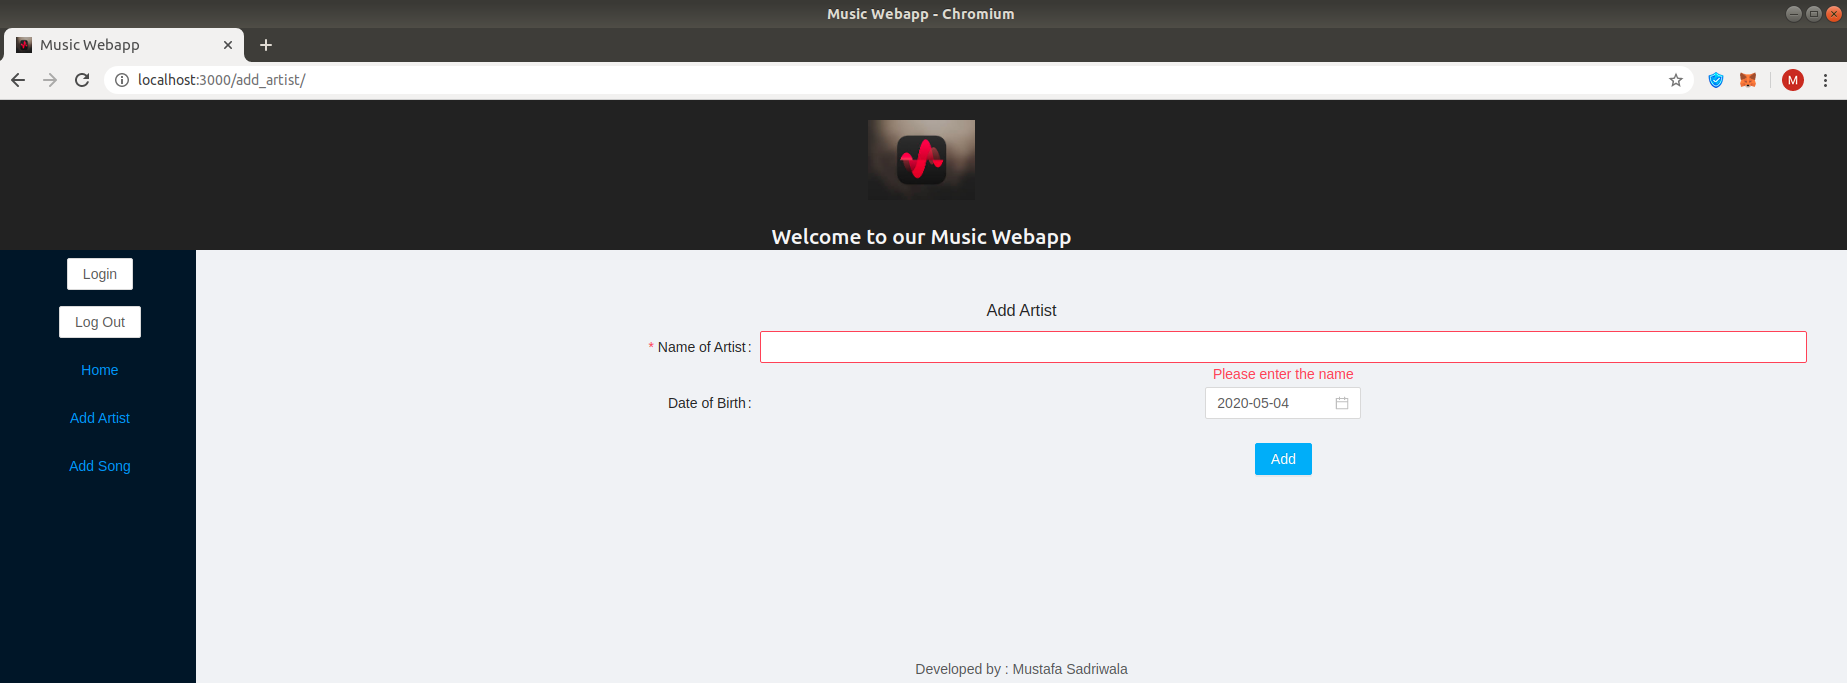 Music Webapp - Chromium
Music Webapp
localhost:3000/add_artist/
M
Welcome to our Music Webapp
Login
Log Out
Home
Add Artist
Add Song
Add Artist
* Name of Artist:
Please enter the name
Date of Birth: 2020-05-04
Add
Developed by : Mustafa Sadriwala